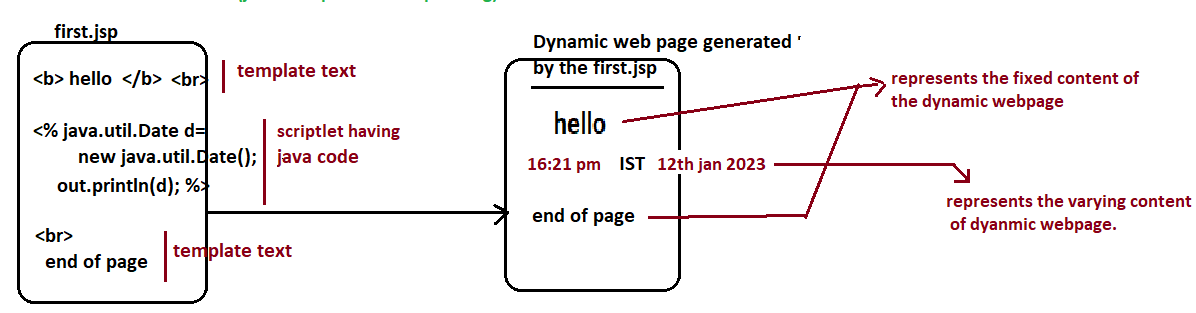 first.jsp
<b> hello </b> <br>
template text
<% java.util.Date d=
new java.util.Date();
out.println(d); %>
scriptlet having
java code
<br>
end of page
template text
Dynamic web page generated '
by the first.jsp
hello
16:21 pm IST 12th jan 2023
end of page
represents the fixed content of
the dynamic webpage
represents the varying content
of dyanmic webpage.